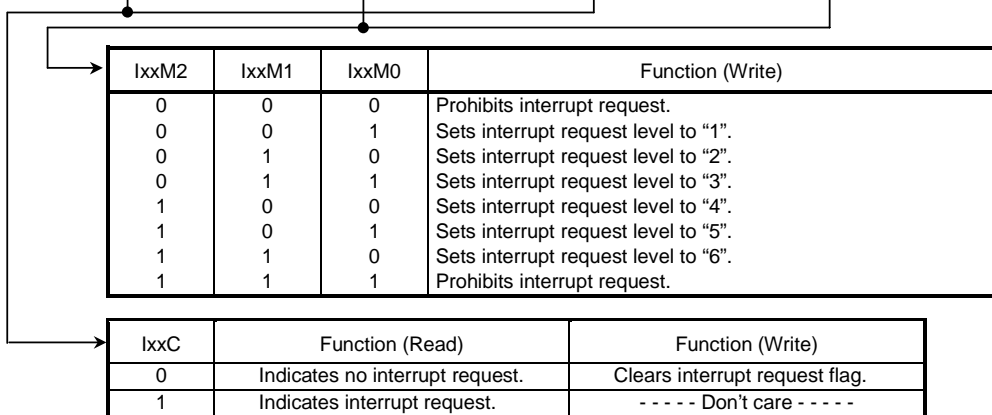 IxxM2 IxxM1 IxxM0 Function (Write)
0 0 0 Prohibits interrupt request.
0 0 1 Sets interrupt request level to “1”.
0 1 0 Sets interrupt request level to “2”.
0 1 1 Sets interrupt request level to “3”.
1 0 0 Sets interrupt request level to “4”.
1 0 1 Sets interrupt request level to “5”.
1 1 0 Sets interrupt request level to “6”.
1 1 1 Prohibits interrupt request.
IxxC Function (Read) Function (Write)
0 Indicates no interrupt request. Clears interrupt request flag.
1 Indicates interrupt request. - - - - - Don’t care - - - - -